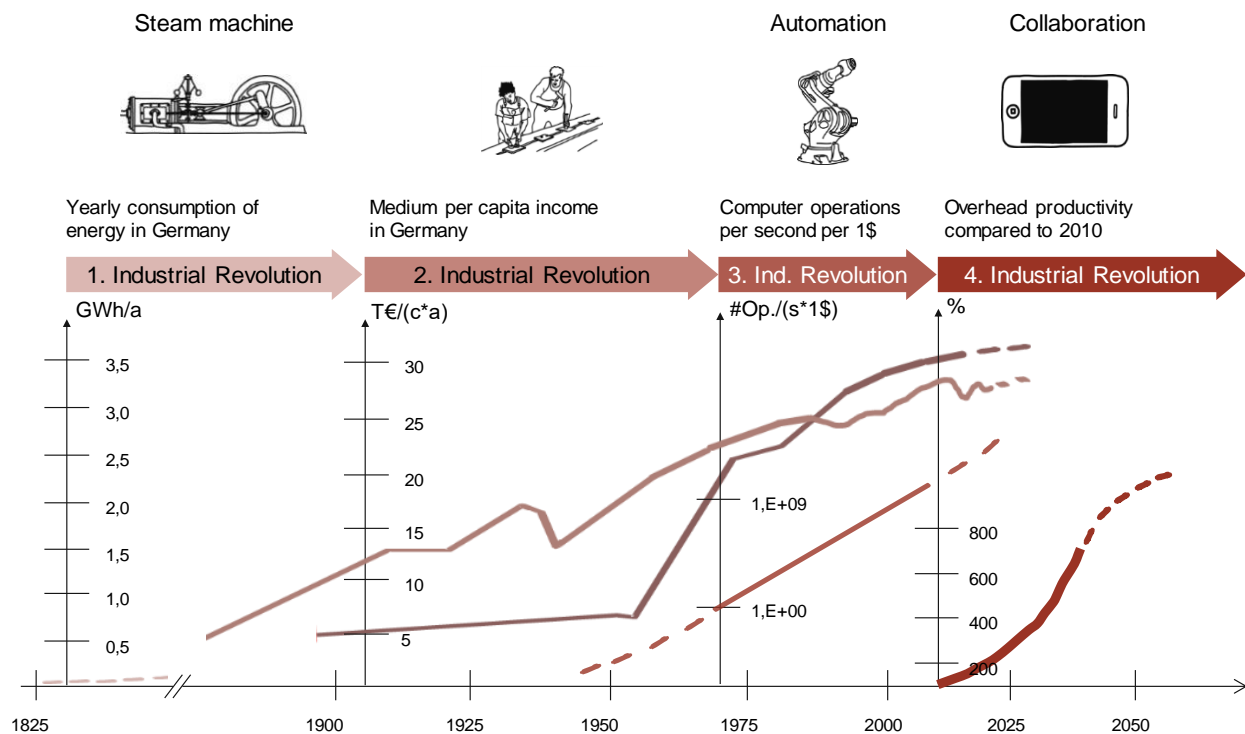 Steam machine
Automation
Collaboration
Yearly consumption of
energy in Germany
Medium per capita income
in Germany
Computer operations
per second per 1$
Overhead productivity
compared to 2010
1. Industrial Revolution
2. Industrial Revolution
3. Ind. Revolution
4. Industrial Revolution
GWh/a
3,5
3,0
2,5
2,0
1,5
1,0
0,5
T€/(c*a)
30
25
20
15
10
5
#Op./(s*1$)
1,E+09
1,E+00
%
800
600
400
200
1825
1900
1925
1950
1975
2000
2025
2050